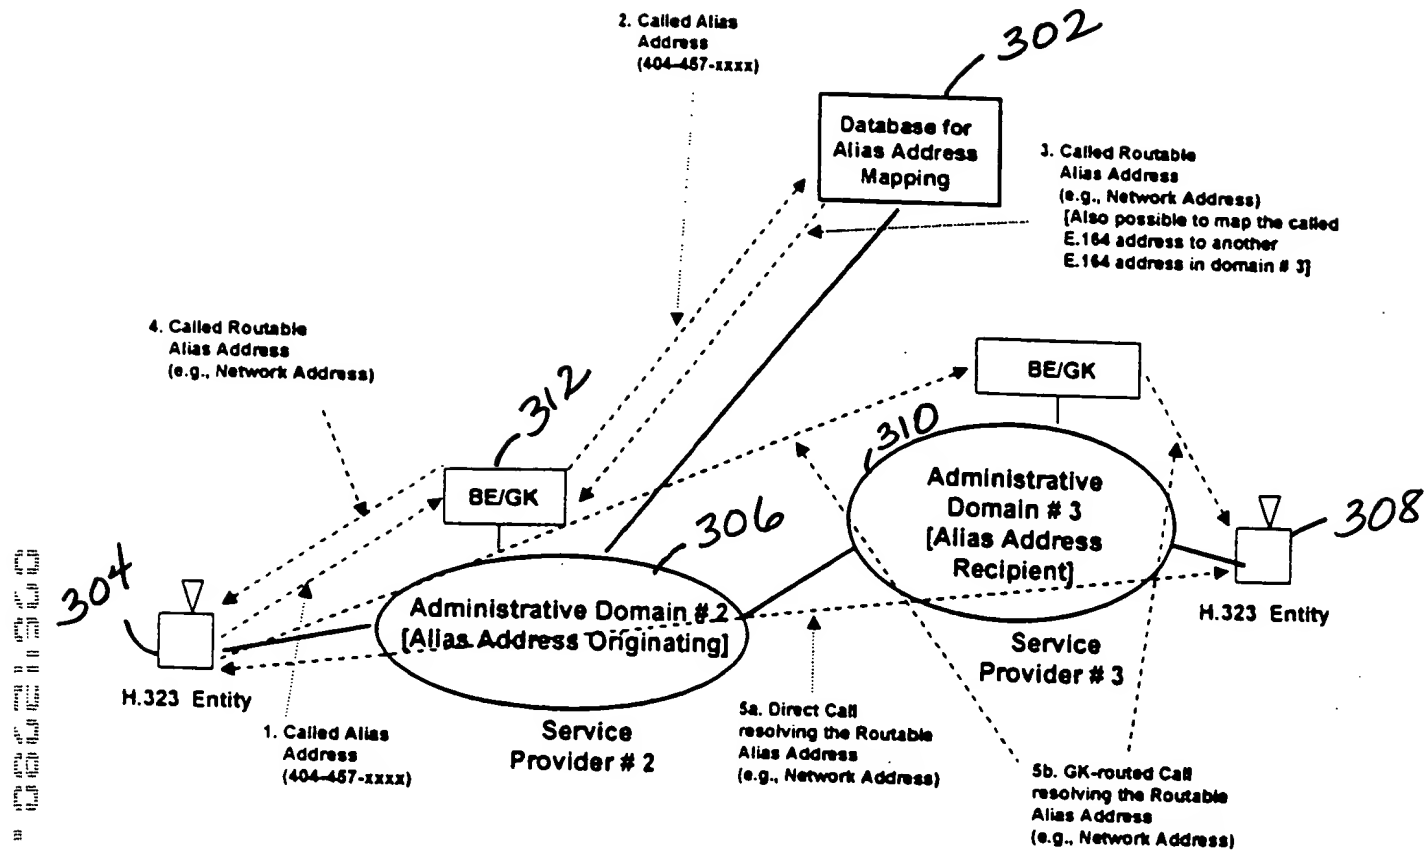 2. Called Alias
Address
(404-457-xxxx)
302
Database for
Alias Address
Mapping
3. Called Routable
Alias Address
(e.g., Network Address)
[Also possible to map the called
E.164 address to another
E.164 address in domain # 3]
4. Called Routable
Alias Address
(e.g., Network Address)
312
BE/GK
BE/GK
310
Administrative
Domain # 3
[Alias Address
Recipient]
306
308
304
Administrative Domain # 2
[Alias Address Originating]
H.323 Entity
H.323 Entity
Service
Provider # 3
Service
Provider # 2
1. Called Alias
Address
(404-457-xxxx)
5a. Direct Call
resolving the Routable
Alias Address
(e.g., Network Address)
5b. GK-routed Call
resolving the Routable
Alias Address
(e.g., Network Address)